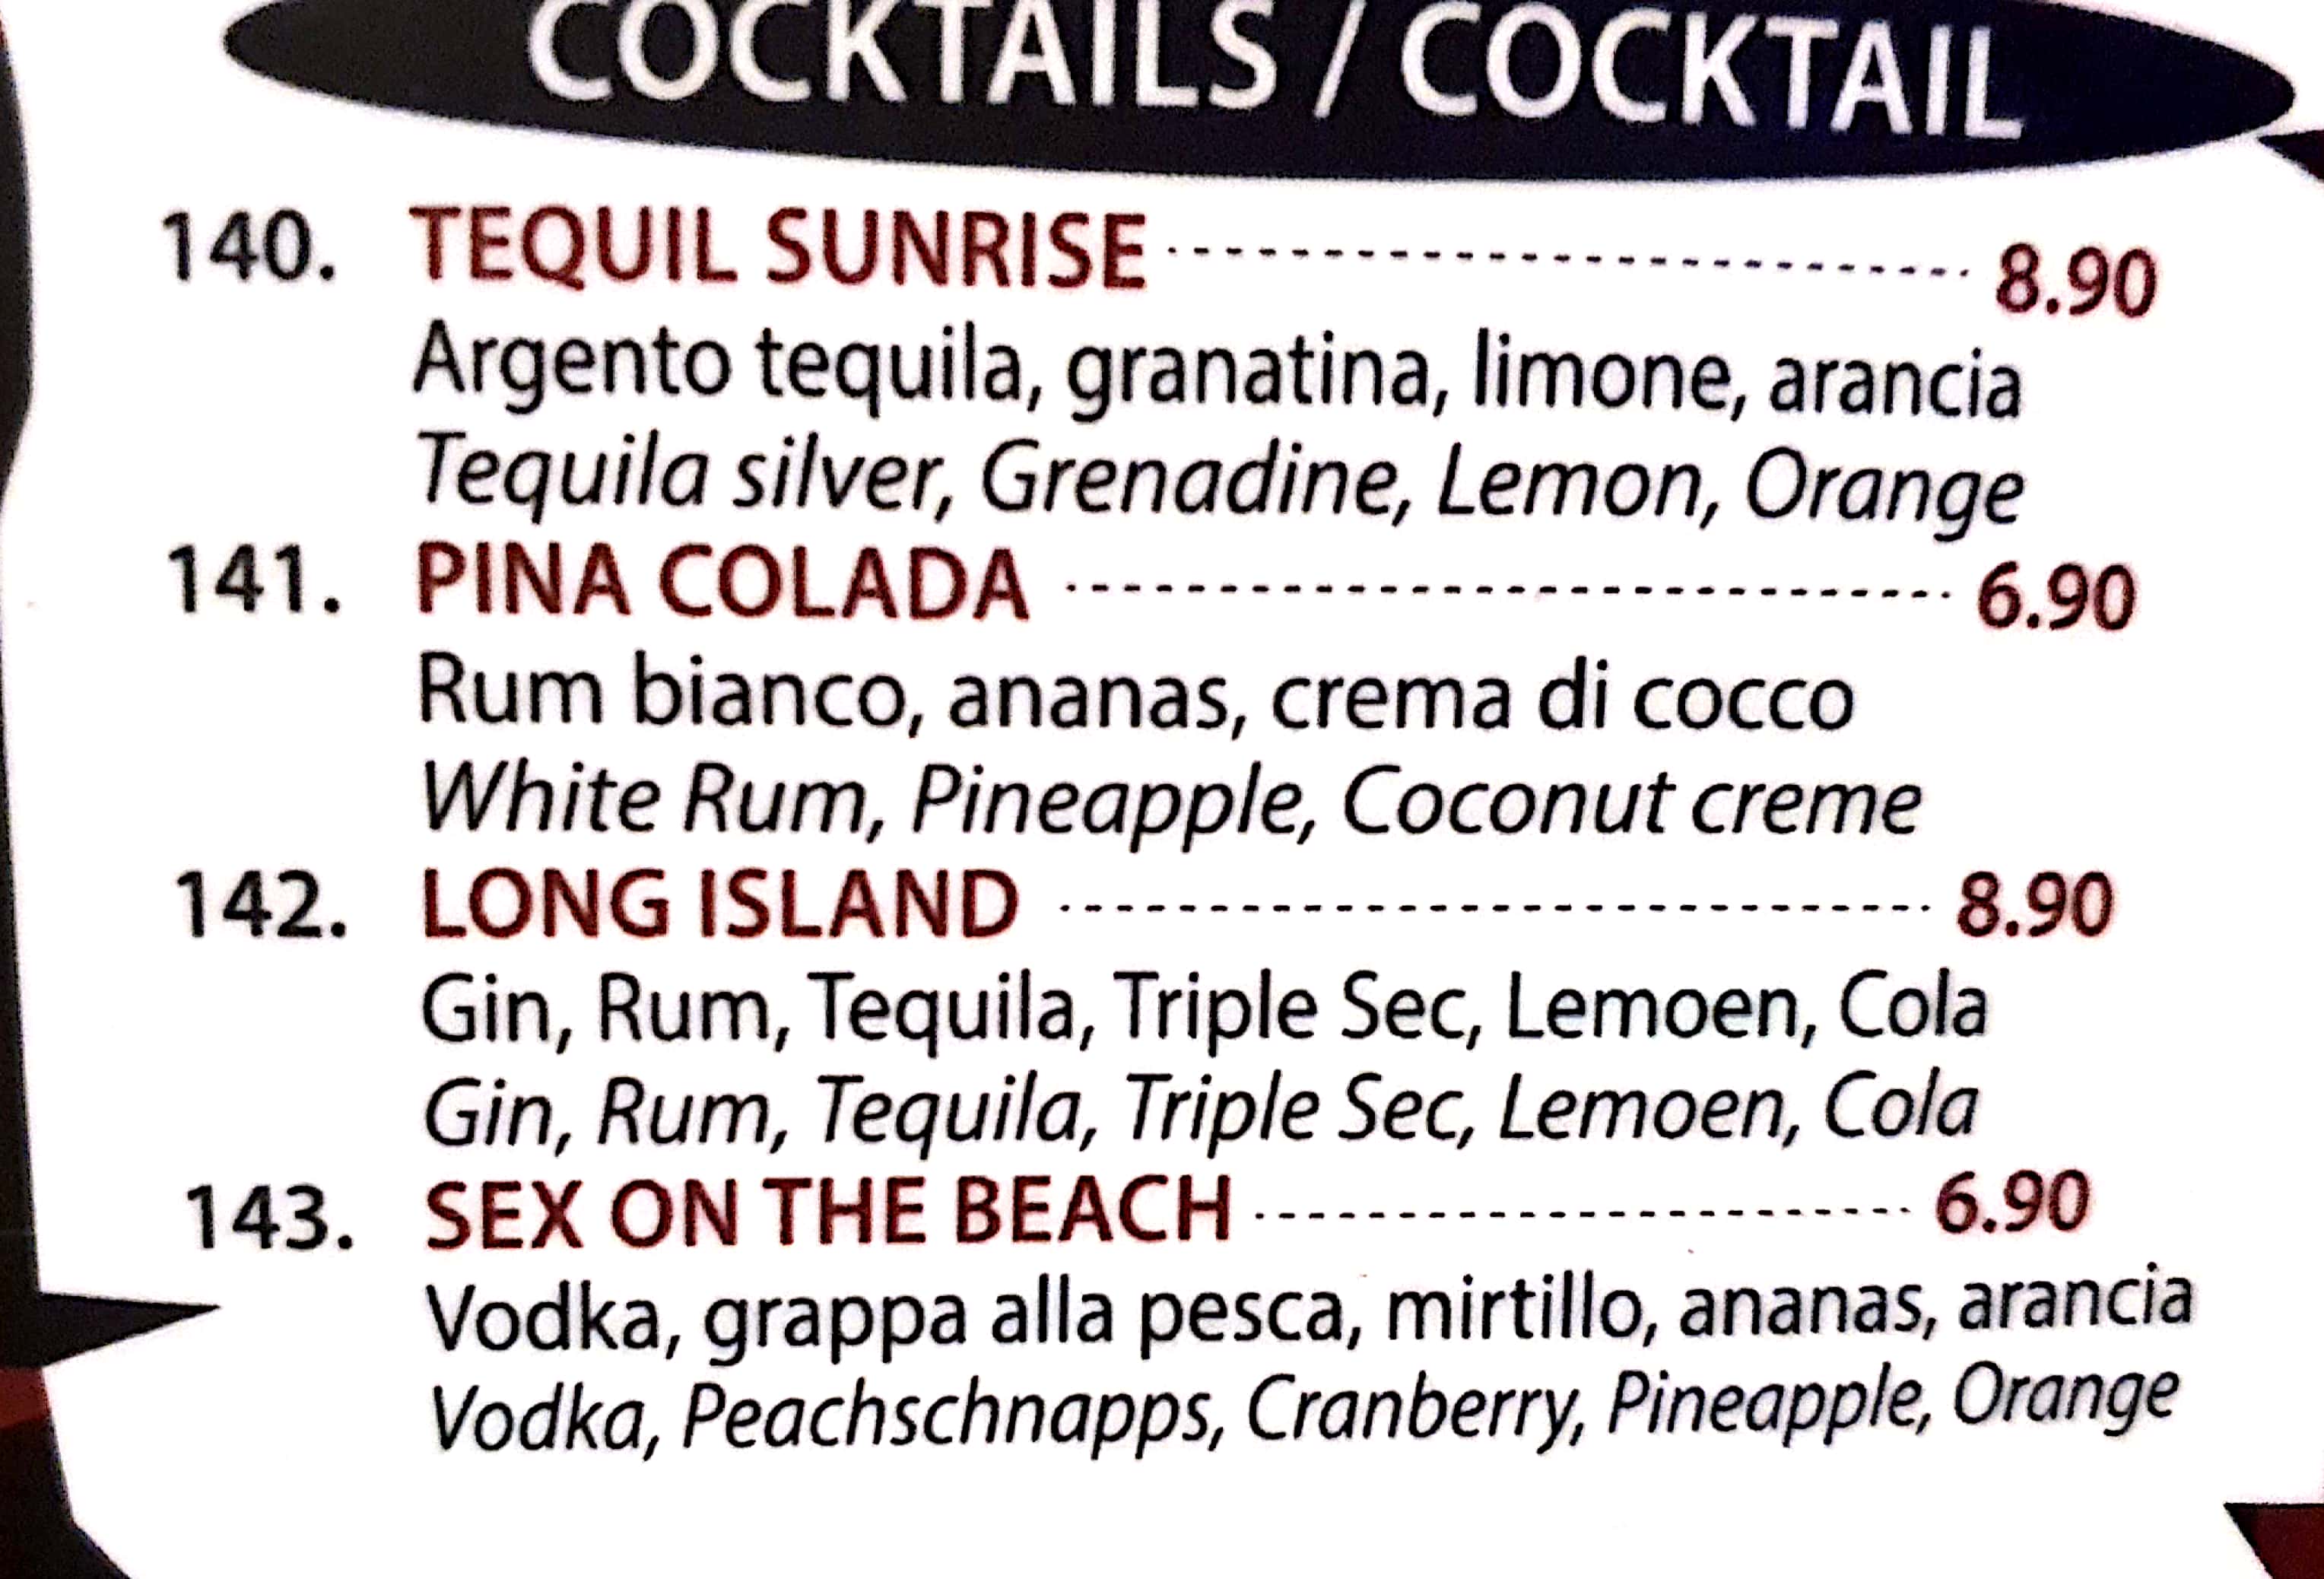 COCKTAILS / COCKTAIL
140. TEQUIL SUNRISE 8.90
Argento tequila, granatina, limone, arancia
Tequila silver, Grenadine, Lemon, Orange
141. PINA COLADA 6.90
Rum bianco, ananas, crema di cocco
White Rum, Pineapple, Coconut creme
142. LONG ISLAND 8.90
Gin, Rum, Tequila, Triple Sec, Lemoen, Cola
Gin, Rum, Tequila, Triple Sec, Lemoen, Cola
143. SEX ON THE BEACH 6.90
Vodka, grappa alla pesca, mirtillo, ananas, arancia
Vodka, Peachschnapps, Cranberry, Pineapple, Orange